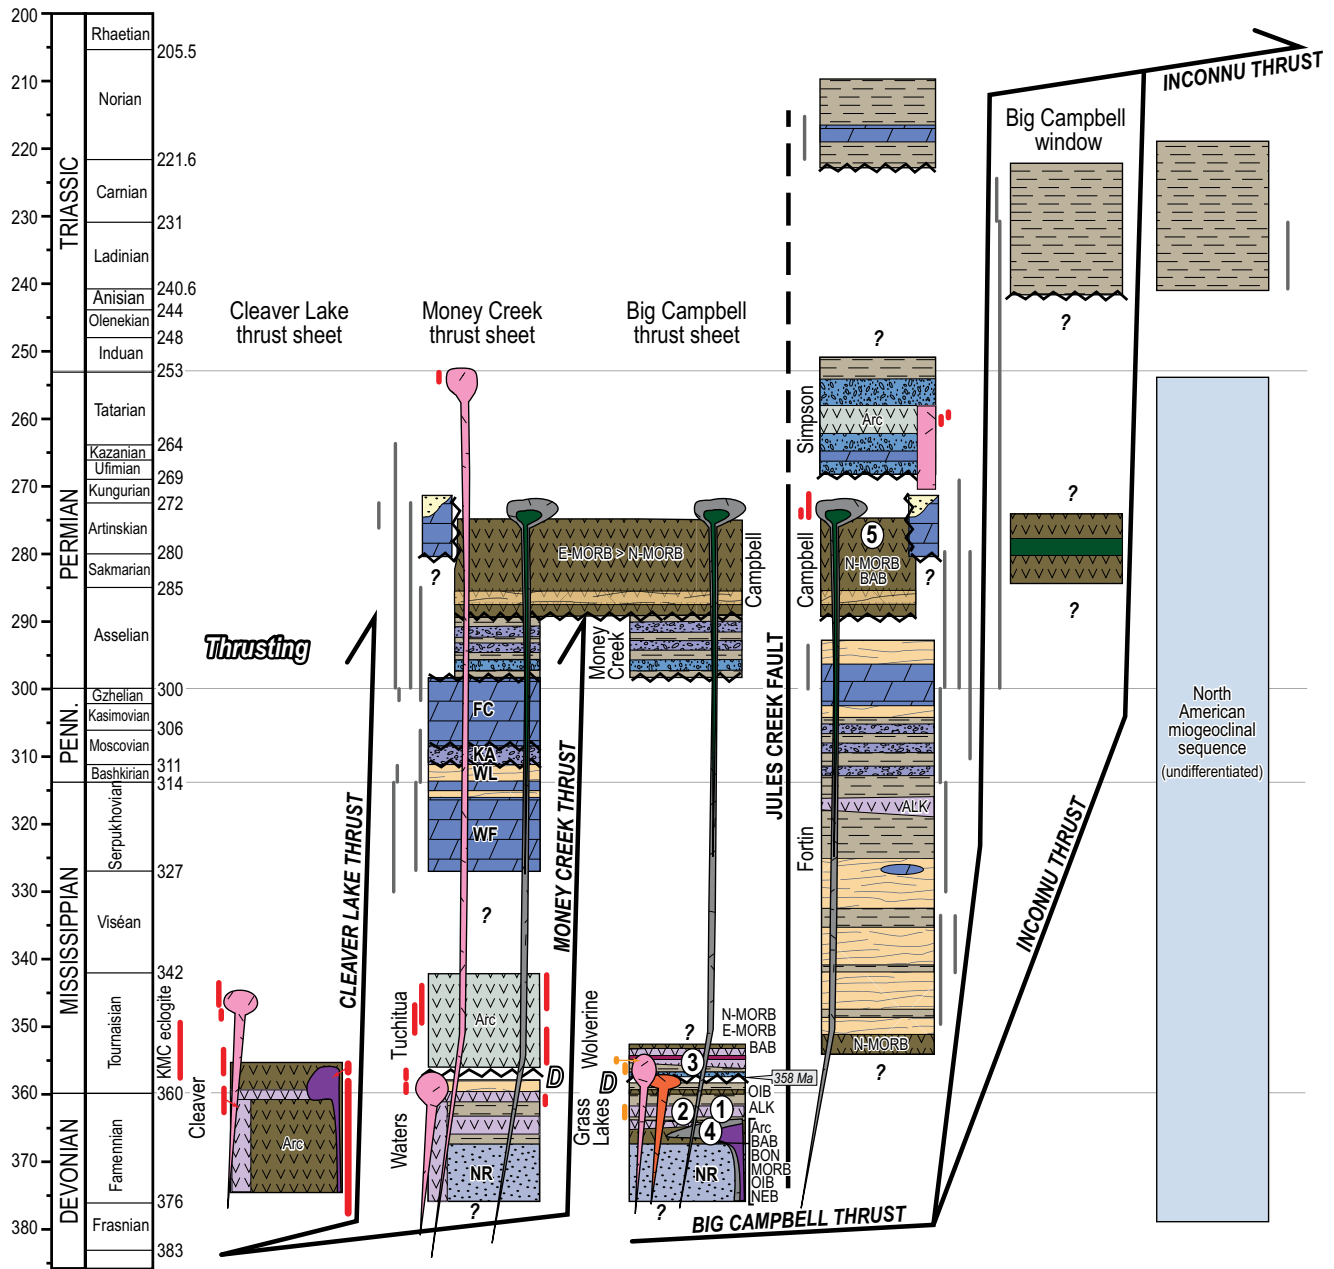 200
210
220
230
240
250
260
270
280
290
300
310
320
330
340
350
360
370
380
TRIASSIC
PERMIAN
PENN.
MISSISSIPPIAN
DEVONIAN
Rhaetian
205.5
Norian
221.6
Carnian
231
Ladinian
240.6
Anisian
244
Olenekian
248
Induan
253
Tatarian
264
Kazanian
Ufimian
269
Kungurian
272
Artinskian
280
Sakmarian
285
Asselian
300
Gzhelian
Kasimovian
306
Moscovian
311
Bashkirian
314
Serpukhovian
327
Viséan
342
Tournaisian
360
Famennian
376
Frasnian
383
Cleaver Lake
thrust sheet
Thrusting
KMC eclogite
Cleaver
Arc
CLEAVER LAKE THRUST
Money Creek
thrust sheet
?
E-MORB > N-MORB
Campbell
FC
KA
WL
WF
?
Tuchitua
Arc
D
Waters
NR
?
MONEY CREEK THRUST
Big Campbell
thrust sheet
Money
Creek
Wolverine
N-MORB
E-MORB
?
BAB
3
358 Ma
D
Grass
Lakes
OIB
ALK
2
1
4
Arc
BAB
BON
MORB
OIB
NEB
NR
?
BIG CAMPBELL THRUST
JULES CREEK FAULT
?
Simpson
Arc
Campbell
5
N-MORB
BAB
?
Fortin
ALK
N-MORB
?
INCONNU THRUST
Big Campbell
window
?
?
?
INCONNU THRUST
North
American
miogeoclinal
sequence
(undifferentiated)